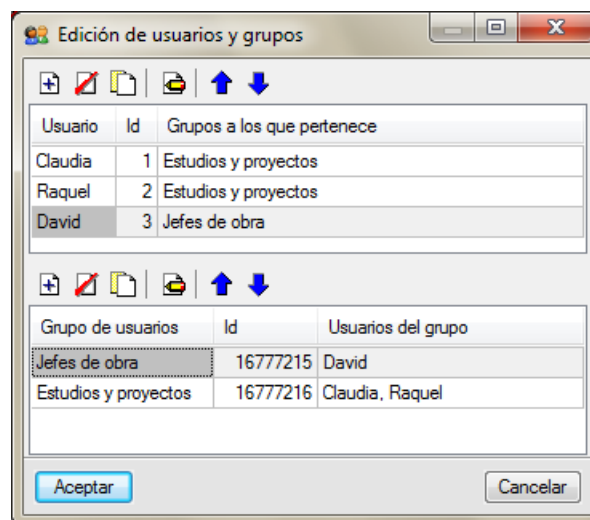 Edición de usuarios y grupos
Usuario Id Grupos a los que pertenece
Claudia 1 Estudios y proyectos
Raquel 2 Estudios y proyectos
David 3 Jefes de obra
Grupo de usuarios Id Usuarios del grupo
Jefes de obra 16777215 David
Estudios y proyectos 16777216 Claudia, Raquel
Aceptar Cancelar